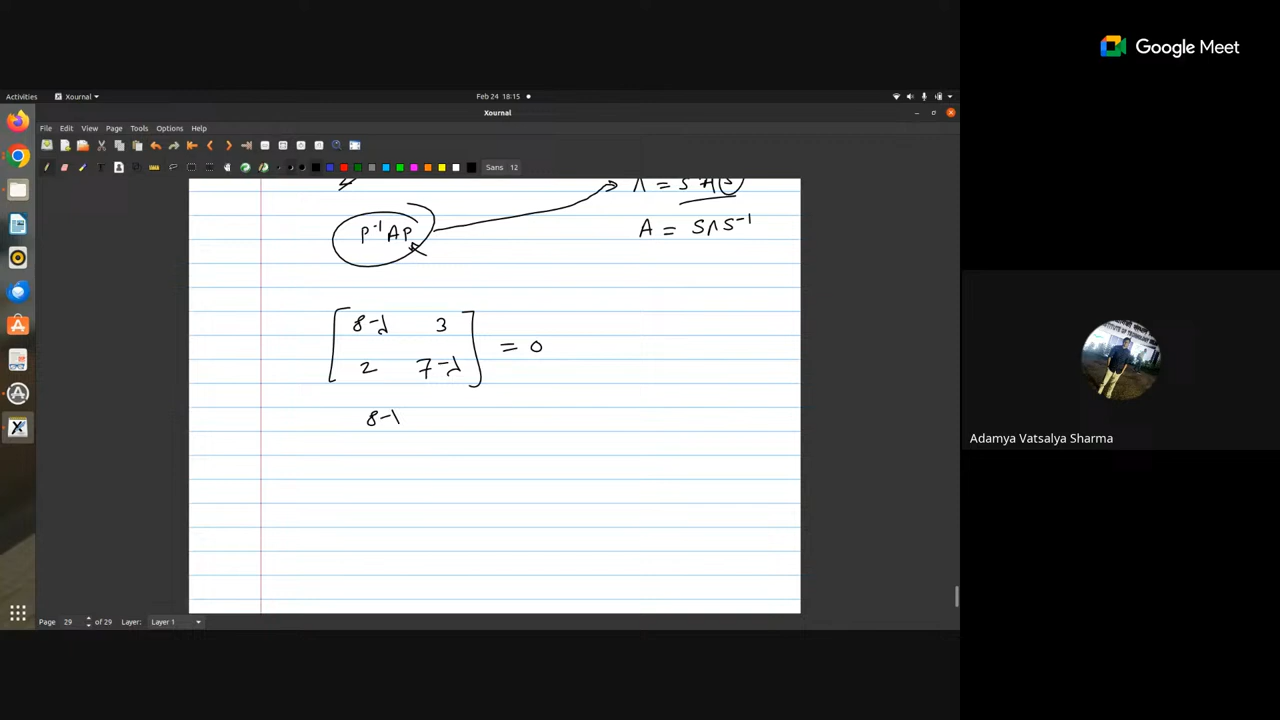 Google Meet
Activities Xournal Feb 24 18:15
Xournal
File Edit View Page Tools Options Help
Sans 12
Λ = S⁻¹AS
P⁻¹AP
A = SΛS⁻¹
8-λ 3
= 0
2 7-λ
8-λ
Adamya Vatsalya Sharma
Page 29 of 29 Layer: Layer 1